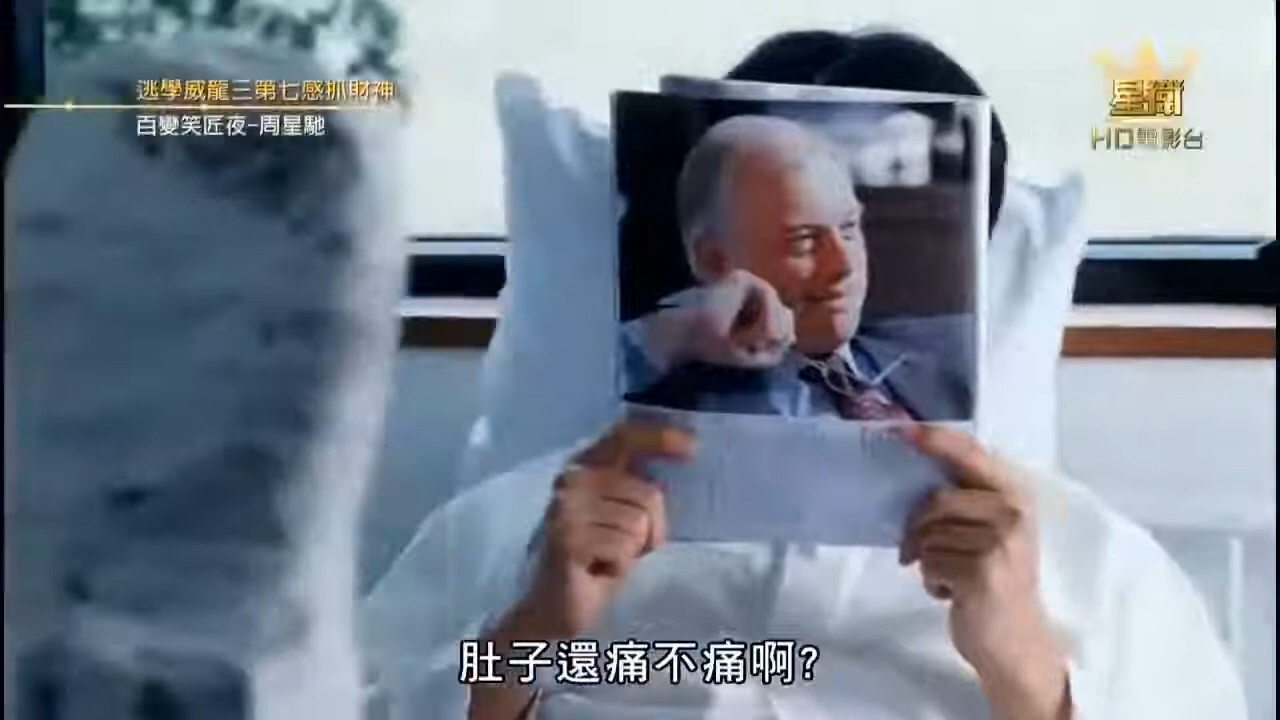 逃學威龍三第七感抓財神
百變笑匠夜-周星馳
星衛
HD電影台
肚子還痛不痛啊?